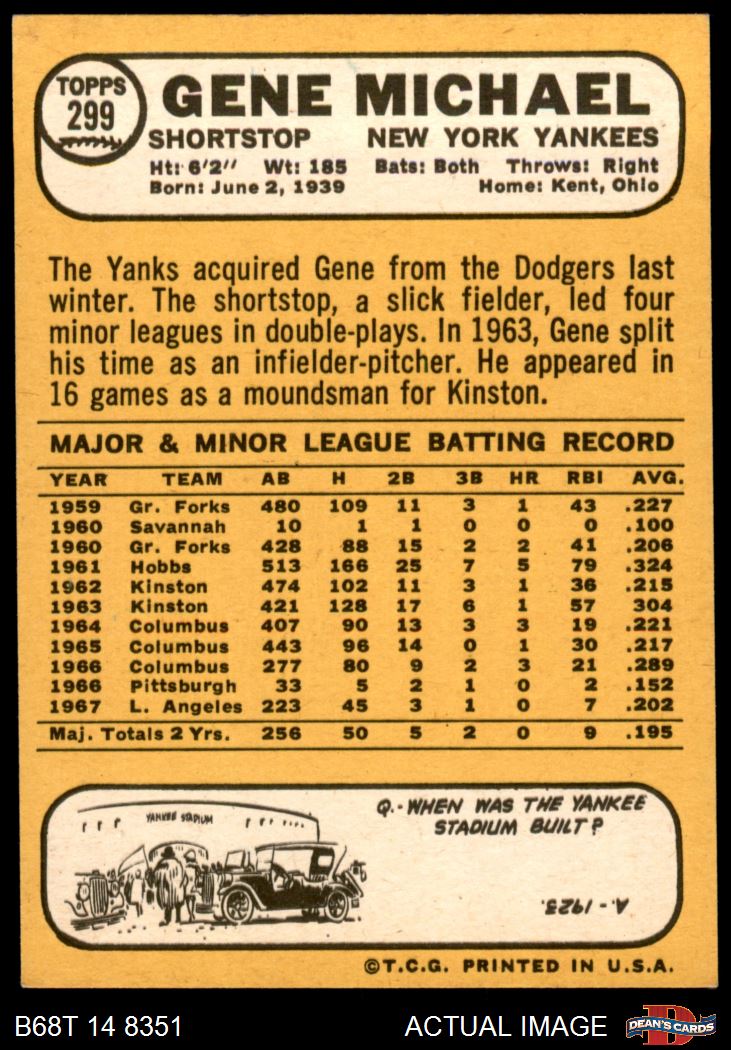 TOPPS
299
GENE MICHAEL
SHORTSTOP NEW YORK YANKEES
Ht: 6'2" Wt: 185 Bats: Both Throws: Right
Born: June 2, 1939 Home: Kent, Ohio
The Yanks acquired Gene from the Dodgers last
winter. The shortstop, a slick fielder, led four
minor leagues in double-plays. In 1963, Gene split
his time as an infielder-pitcher. He appeared in
16 games as a moundsman for Kinston.
MAJOR & MINOR LEAGUE BATTING RECORD
YEAR TEAM AB H 2B 3B HR RBI AVG.
1959 Gr. Forks 480 109 11 3 1 43 .227
1960 Savannah 10 1 1 0 0 0 .100
1960 Gr. Forks 428 88 15 2 2 41 .206
1961 Hobbs 513 166 25 7 5 79 .324
1962 Kinston 474 102 11 3 1 36 .215
1963 Kinston 421 128 17 6 1 57 304
1964 Columbus 407 90 13 3 3 19 .221
1965 Columbus 443 96 14 0 1 30 .217
1966 Columbus 277 80 9 2 3 21 .289
1966 Pittsburgh 33 5 2 1 0 2 .152
1967 L. Angeles 223 45 3 1 0 7 .202
Maj. Totals 2 Yrs. 256 50 5 2 0 9 .195
YANKEE STADIUM
Q.- WHEN WAS THE YANKEE
STADIUM BUILT?
A.- 1923.
©T.C.G. PRINTED IN U.S.A.
B68T 14 8351 ACTUAL IMAGE DEAN'S CARDS